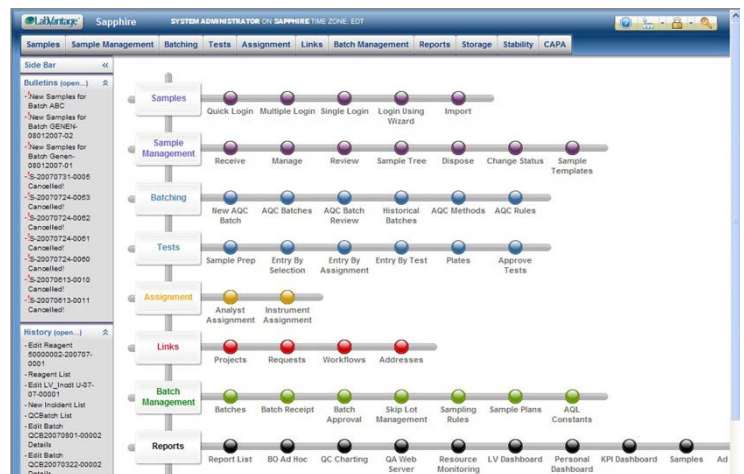 LabVantage Sapphire SYSTEM ADMINISTRATOR ON SAPPHIRE TIME ZONE: EDT
Samples Sample Management Batching Tests Assignment Links Batch Management Reports Storage Stability CAPA
Side Bar
Bulletins (open...)
-!New Samples for
Batch ABC
-!New Samples for
Batch GENEN-
08012007-02
-!New Samples for
Batch Genen-
08012007-01
-!S-20070731-0005
Cancelled!
-!S-20070724-0063
Cancelled!
-!S-20070724-0062
Cancelled!
-!S-20070724-0061
Cancelled!
-!S-20070724-0060
Cancelled!
-!S-20070613-0010
Cancelled!
-!S-20070613-0011
Cancelled!
History (open...)
- Edit Reagent
50000002-200707-
0001
- Reagent List
- Edit LV_Incdt U-07-
07-00001
- New Incident List
- QCBatch List
- Edit Batch
QCB20070801-00002
Details
- Edit Batch
QCB20070322-00002
Details
Samples
Quick Login Multiple Login Single Login Login Using Import
Wizard
Sample
Management
Receive Manage Review Sample Tree Dispose Change Status Sample
Templates
Batching
New AQC AQC Batches AQC Batch Historical AQC Methods AQC Rules
Batch Review Batches
Tests
Sample Prep Entry By Entry By Entry By Test Plates Approve
Selection Assignment Tests
Assignment
Analyst Instrument
Assignment Assignment
Links
Projects Requests Workflows Addresses
Batch
Management
Batches Batch Receipt Batch Skip Lot Sampling Sample Plans AQL
Approval Management Rules Constants
Reports
Report List BO Ad Hoc QC Charting QA Web Resource LV Dashboard Personal KPI Dashboard Samples Ad
Server Monitoring Dashboard